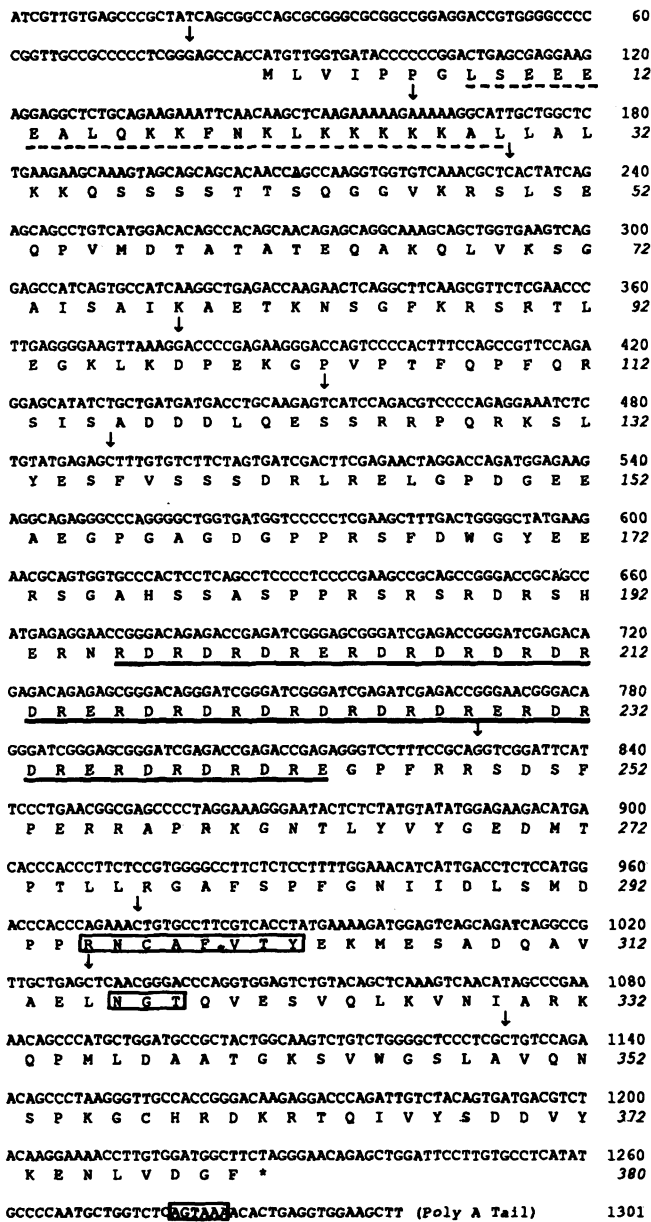 ATCGTTGTGAGCCCGCTATCAGCGGCCAGCGCGGGCGCGGCCGGAGGACCGTGGGGCCCC 60
↓
CGGTTGCCGCCCCCTCGGGAGCCACCATGTTGGTGATACCCCCCGGACTGAGCGAGGAAG 120
M L V I P P G L S E E E 12
↓
AGGAGGCTCTGCAGAAGAAATTCAACAAGCTCAAGAAAAAGAAAAAGGCATTGCTGGCTC 180
E A L Q K K F N K L K K K K K A L L A L 32
↓
TGAAGAAGCAAAGTAGCAGCAGCACAACCAGCCAAGGTGGTGTCAAACGCTCACTATCAG 240
K K Q S S S S T T S Q G G V K R S L S E 52
AGCAGCCTGTCATGGACACAGCCACAGCAACAGAGCAGGCAAAGCAGCTGGTGAAGTCAG 300
Q P V M D T A T A T E Q A K Q L V K S G 72
GAGCCATCAGTGCCATCAAGGCTGAGACCAAGAACTCAGGCTTCAAGCGTTCTCGAACCC 360
A I S A I K A E T K N S G F K R S R T L 92
↓
TTGAGGGGAAGTTAAAGGACCCCGAGAAGGGACCAGTCCCCACTTTCCAGCCGTTCCAGA 420
E G K L K D P E K G P V P T F Q P F Q R 112
↓
GGAGCATATCTGCTGATGATGACCTGCAAGAGTCATCCAGACGTCCCCAGAGGAAATCTC 480
S I S A D D D L Q E S S R R P Q R K S L 132
↓
TGTATGAGAGCTTTGTGTCTTCTAGTGATCGACTTCGAGAACTAGGACCAGATGGAGAAG 540
Y E S F V S S S D R L R E L G P D G E E 152
AGGCAGAGGGCCCAGGGGCTGGTGATGGTCCCCCTCGAAGCTTTGACTGGGGCTATGAAG 600
A E G P G A G D G P P R S F D W G Y E E 172
AACGCAGTGGTGCCCACTCCTCAGCCTCCCCTCCCCGAAGCCGCAGCCGGGACCGCAGCC 660
R S G A H S S A S P P R S R S R D R S H 192
ATGAGAGGAACCGGGACAGAGACCGAGATCGGGAGCGGGATCGAGACCGGGATCGAGACA 720
E R N R D R D R D R E R D R D R D R D R 212
GAGACAGAGAGCGGGACAGGGATCGGGATCGGGATCGAGATCGAGACCGGGAACGGGACA 780
D R E R D R D R D R D R D R D R E R D R 232
↓
GGGATCGGGAGCGGGATCGAGACCGAGACCGAGAGGGTCCTTTCCGCAGGTCGGATTCAT 840
D R E R D R D R D R E G P F R R S D S F 252
TCCCTGAACGGCGAGCCCCTAGGAAAGGGAATACTCTCTATGTATATGGAGAAGACATGA 900
P E R R A P R K G N T L Y V Y G E D M T 272
CACCCACCCTTCTCCGTGGGGCCTTCTCTCCTTTTGGAAACATCATTGACCTCTCCATGG 960
P T L L R G A F S P F G N I I D L S M D 292
↓
ACCCACCCAGAAACTGTGCCTTCGTCACCTATGAAAAGATGGAGTCAGCAGATCAGGCCG 1020
P P R N C A F V T Y E K M E S A D Q A V 312
↓
TTGCTGAGCTCAACGGGACCCAGGTGGAGTCTGTACAGCTCAAAGTCAACATAGCCCGAA 1080
A E L N G T Q V E S V Q L K V N I A R K 332
↓
AACAGCCCATGCTGGATGCCGCTACTGGCAAGTCTGTCTGGGGCTCCCTCGCTGTCCAGA 1140
Q P M L D A A T G K S V W G S L A V Q N 352
ACAGCCCTAAGGGTTGCCACCGGGACAAGAGGACCCAGATTGTCTACAGTGATGACGTCT 1200
S P K G C H R D K R T Q I V Y S D D V Y 372
ACAAGGAAAACCTTGTGGATGGCTTCTAGGGAACAGAGCTGGATTCCTTGTGCCTCATAT 1260
K E N L V D G F * 380
GCCCCAATGCTGGTCTCAGTAAAACACTGAGGTGGAAGCTT (Poly A Tail) 1301